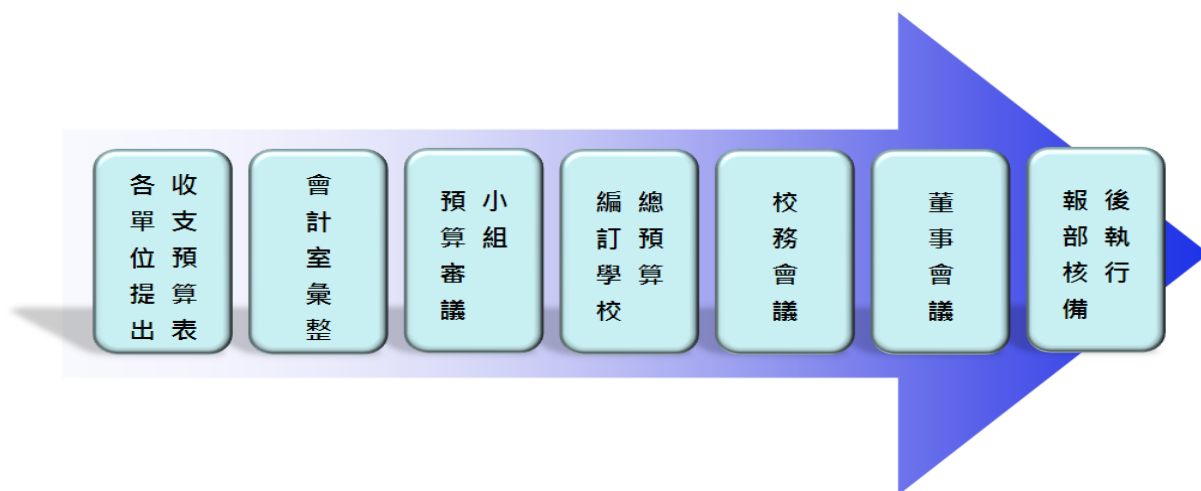 各單位提出
收支預算表
會計室彙整
預算審議
小組
編訂學校
總預算
校務會議
董事會議
報部核備
後執行